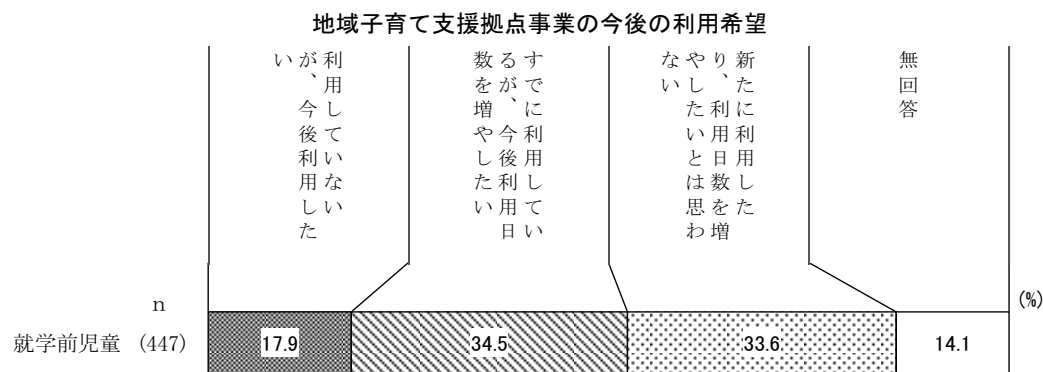 地域子育て支援拠点事業の今後の利用希望
利用していない
が、今後利用した
い
すでに利用してい
るが、今後利用日
数を増やしたい
新たに利用した
り、利用日数を増
やしたいとは思わ
ない
無回答
(%)
n
就学前児童 (447)
17.9
34.5
33.6
14.1